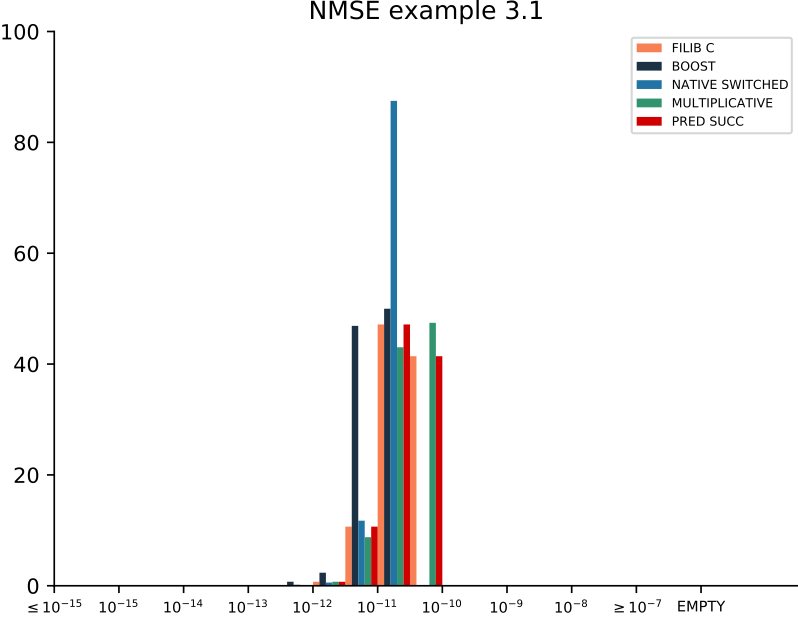 NMSE example 3.1
100
80
60
40
20
0
FILIB C
BOOST
NATIVE SWITCHED
MULTIPLICATIVE
PRED SUCC
≤ 10⁻¹⁵ 10⁻¹⁵ 10⁻¹⁴ 10⁻¹³ 10⁻¹² 10⁻¹¹ 10⁻¹⁰ 10⁻⁹ 10⁻⁸ ≥ 10⁻⁷ EMPTY